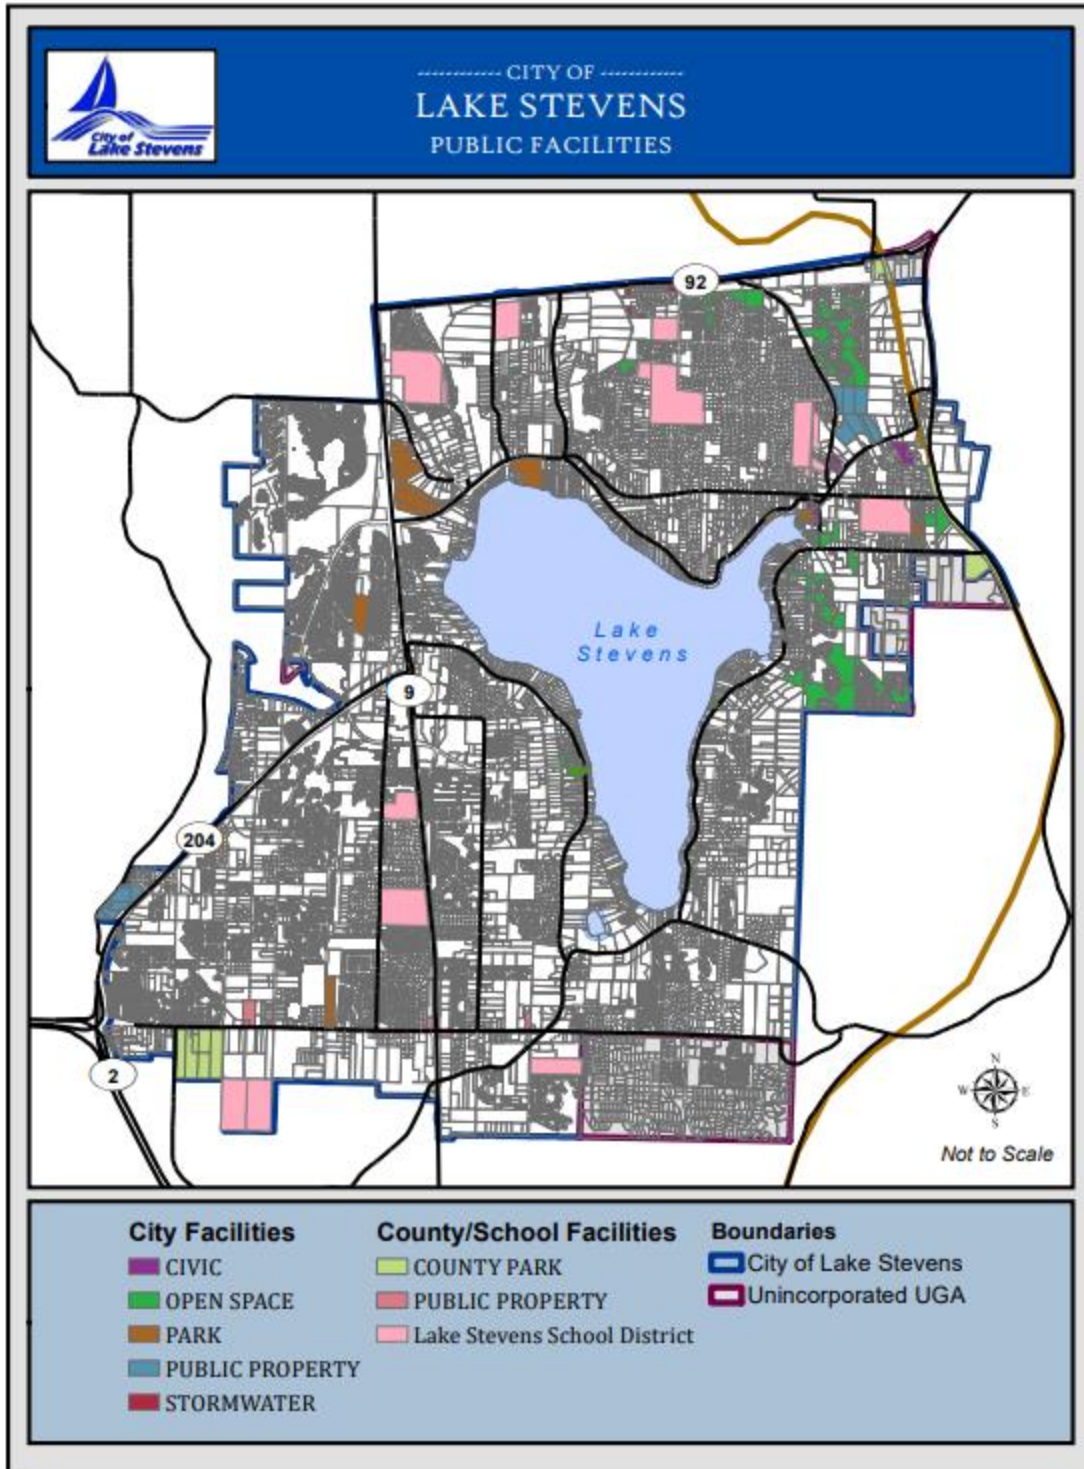 City of
Lake Stevens
------------ CITY OF ------------
LAKE STEVENS
PUBLIC FACILITIES
92
Lake
Stevens
9
204
2
N
W E
S
Not to Scale
City Facilities
CIVIC
OPEN SPACE
PARK
PUBLIC PROPERTY
STORMWATER
County/School Facilities
COUNTY PARK
PUBLIC PROPERTY
Lake Stevens School District
Boundaries
City of Lake Stevens
Unincorporated UGA